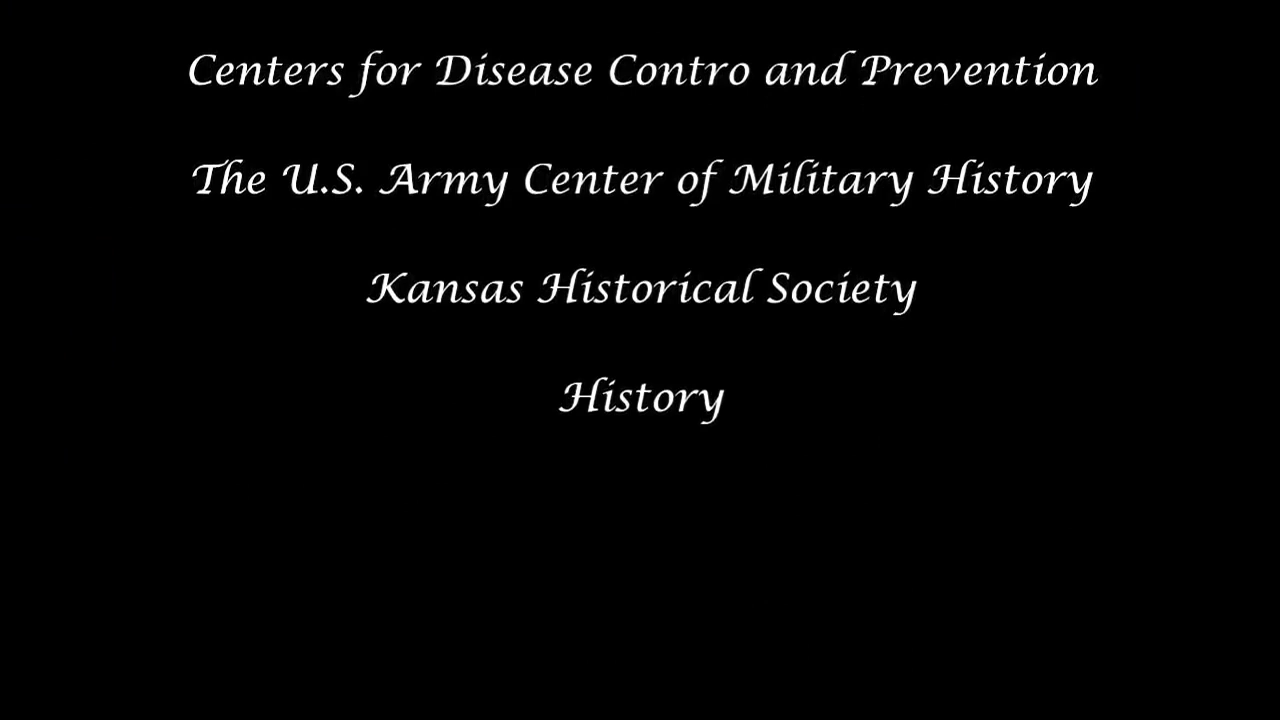 Centers for Disease Contro and Prevention
The U.S. Army Center of Military History
Kansas Historical Society
History